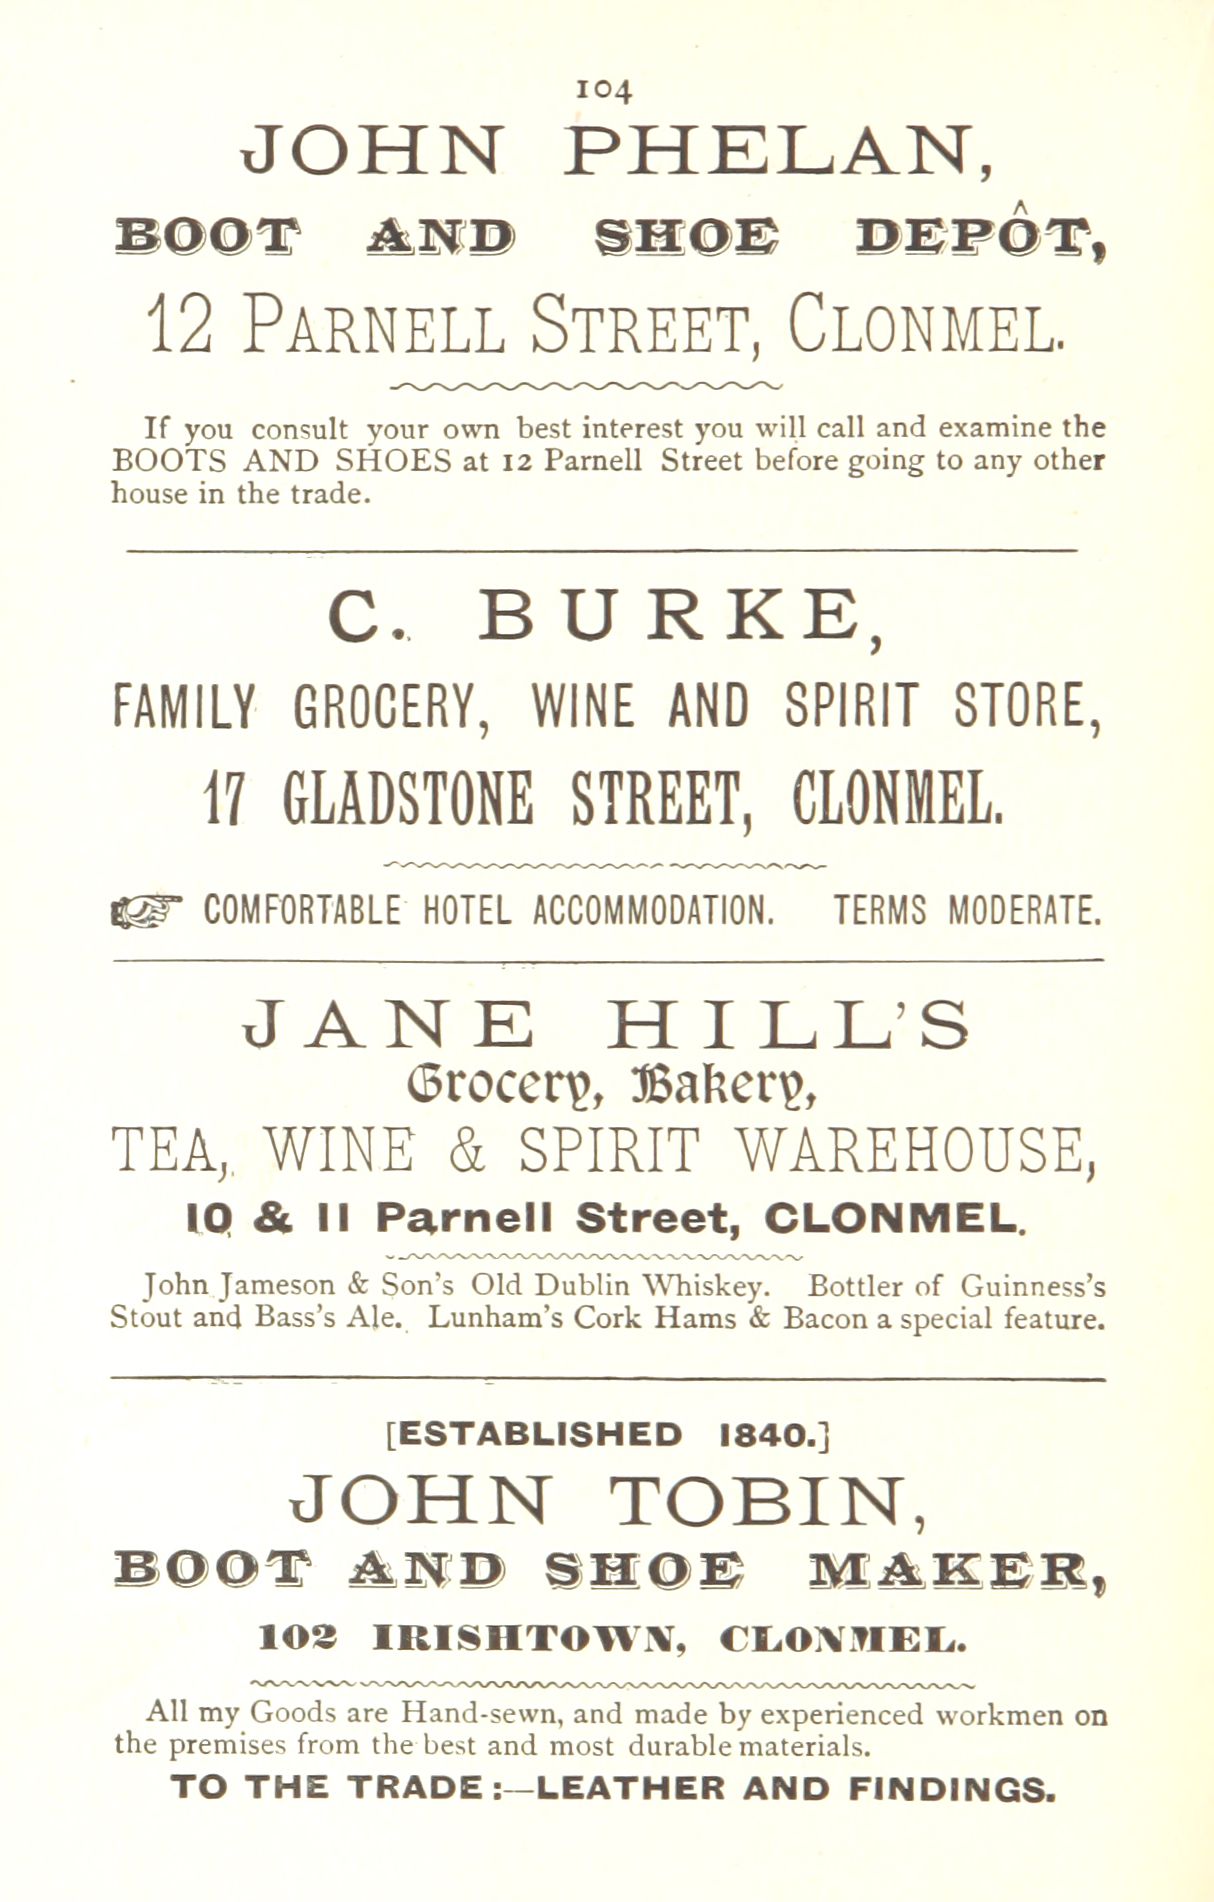 104
JOHN PHELAN,
BOOT AND SHOE DEPÔT,
12 PARNELL STREET, CLONMEL.
If you consult your own best interest you will call and examine the
BOOTS AND SHOES at 12 Parnell Street before going to any other
house in the trade.
C. BURKE,
FAMILY GROCERY, WINE AND SPIRIT STORE,
17 GLADSTONE STREET, CLONMEL.
COMFORTABLE HOTEL ACCOMMODATION. TERMS MODERATE.
JANE HILL'S
Grocery, Bakery,
TEA, WINE & SPIRIT WAREHOUSE,
10 & 11 Parnell Street, CLONMEL.
John Jameson & Son's Old Dublin Whiskey. Bottler of Guinness's
Stout and Bass's Ale. Lunham's Cork Hams & Bacon a special feature.
[ESTABLISHED 1840.]
JOHN TOBIN,
BOOT AND SHOE MAKER,
102 IRISHTOWN, CLONMEL.
All my Goods are Hand-sewn, and made by experienced workmen on
the premises from the best and most durable materials.
TO THE TRADE:—LEATHER AND FINDINGS.